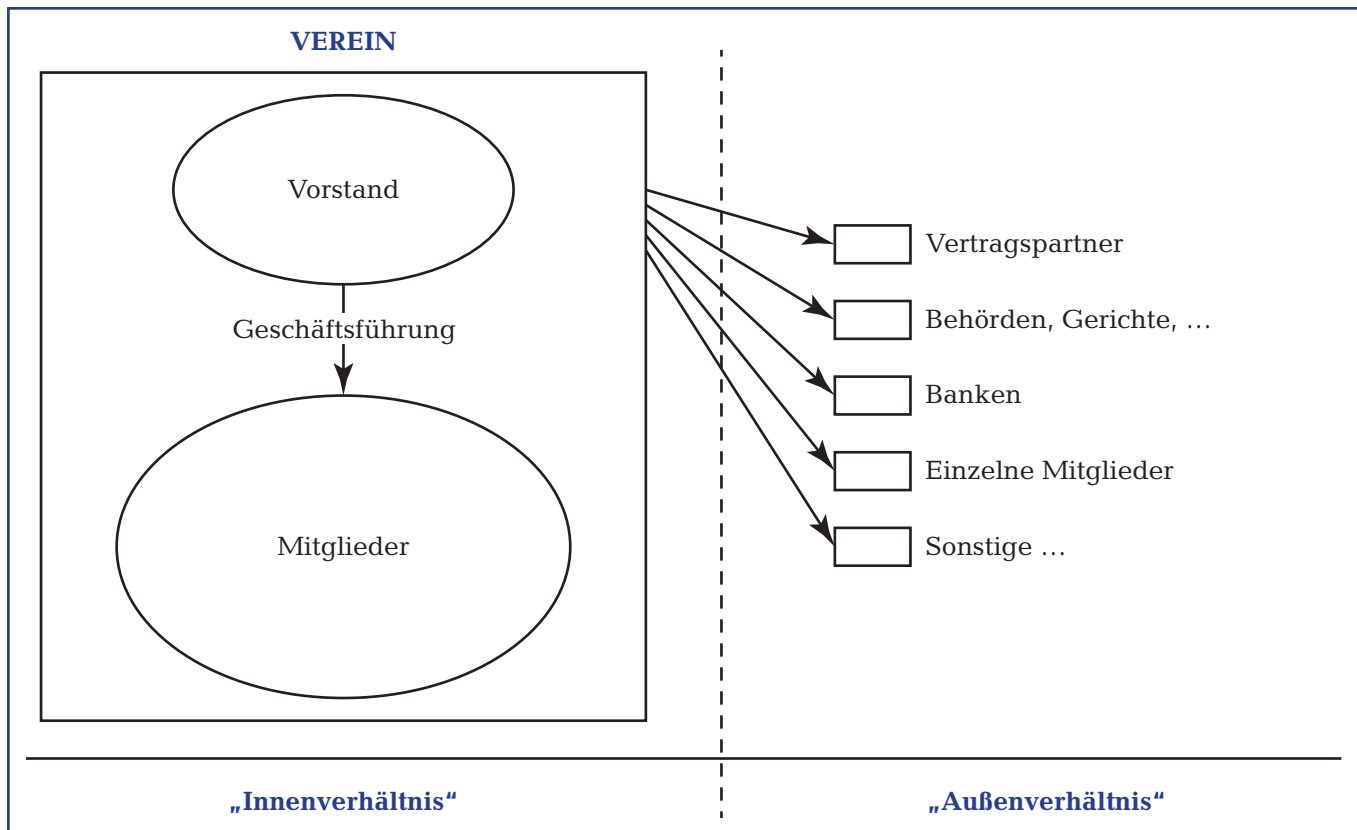 VEREIN
Vorstand
Geschäftsführung
Mitglieder
Vertragspartner
Behörden, Gerichte, …
Banken
Einzelne Mitglieder
Sonstige …
„Innenverhältnis“
„Außenverhältnis“